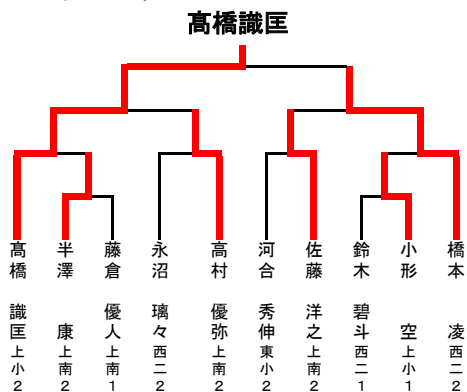 髙橋識匡
髙橋 識匡 上小2
半澤 康 上南2
藤倉 優人 上南1
永沼 璃々 西二2
高村 優弥 上南2
河合 秀伸 東小2
佐藤 洋之 上南2
鈴木 碧斗 西二1
小形 空 上小1
橋本 凌 西二2